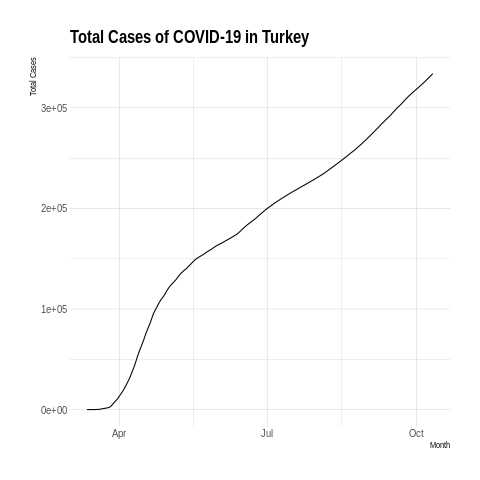 Total Cases of COVID-19 in Turkey
Total Cases
3e+05
2e+05
1e+05
0e+00
Apr Jul Oct
Month